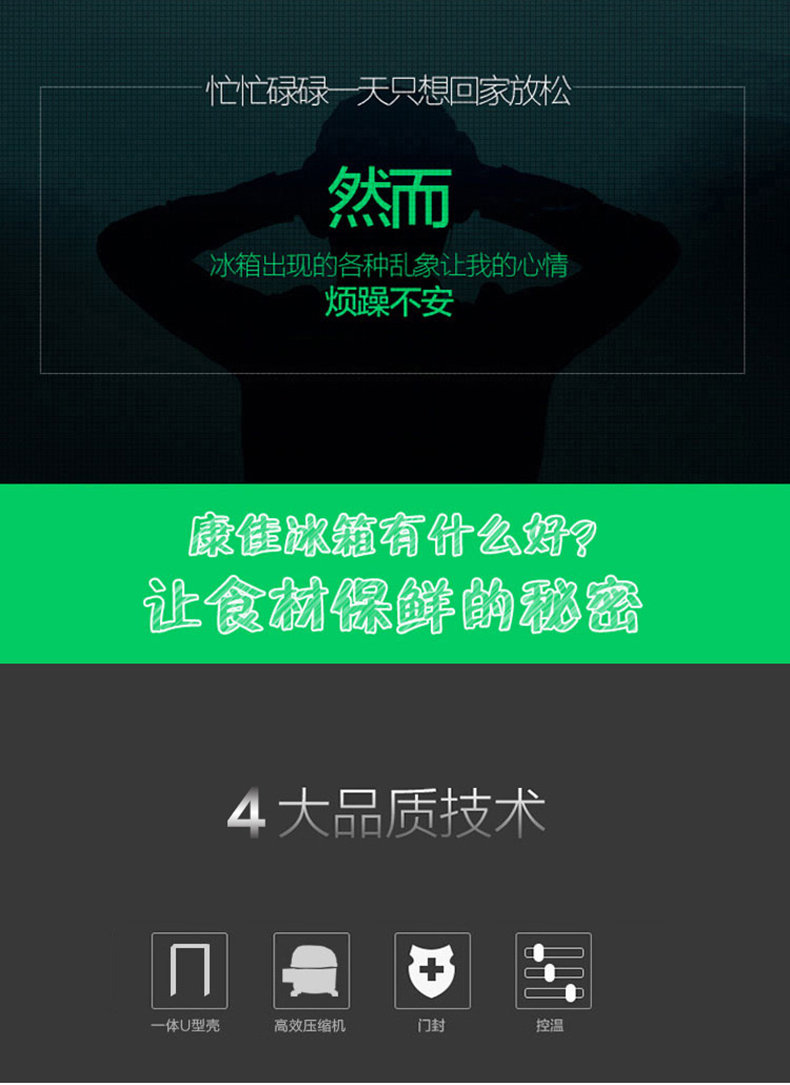 忙忙碌碌一天只想回家放松
然而
冰箱出现的各种乱象让我的心情
烦躁不安
康佳冰箱有什么好?
让食材保鲜的秘密
4大品质技术
一体U型壳 高效压缩机 门封 控温